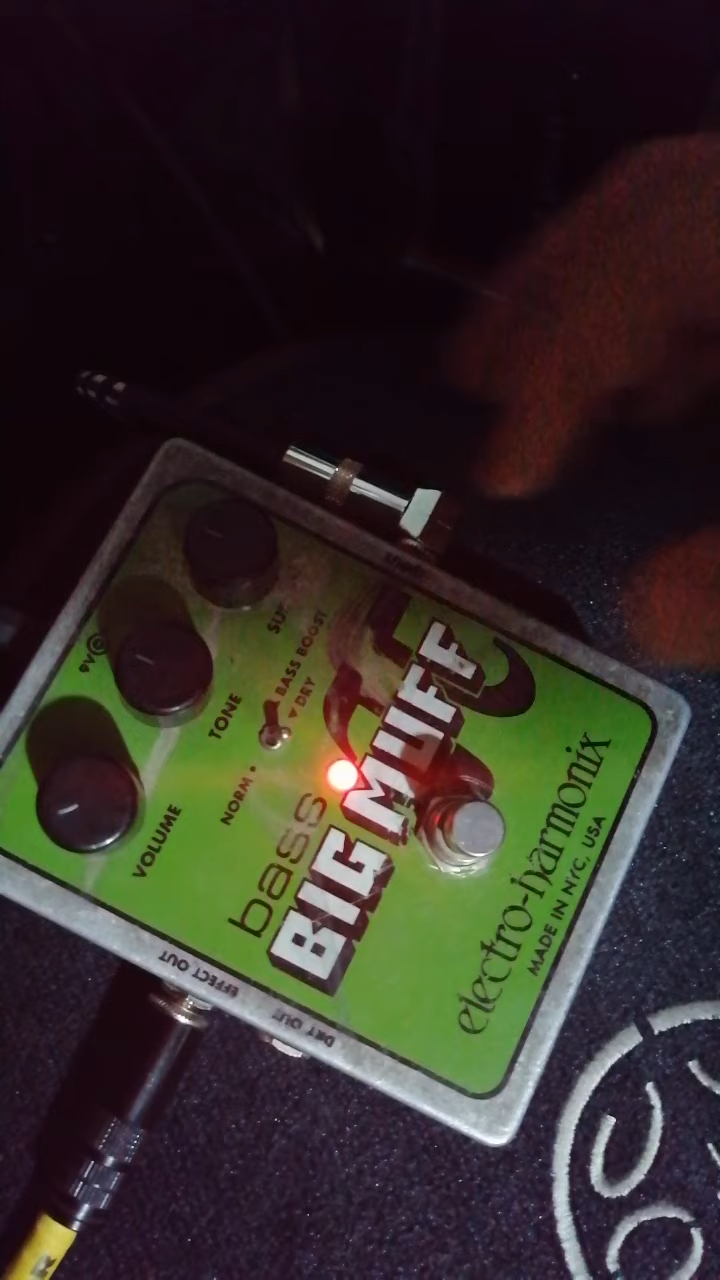 9V
SUS
TONE
VOLUME
BASS BOOST
DRY
NORM
bass
BIG MUFF
electro-harmonix
MADE IN NYC, USA
EFFECT OUT
DRY OUT
R